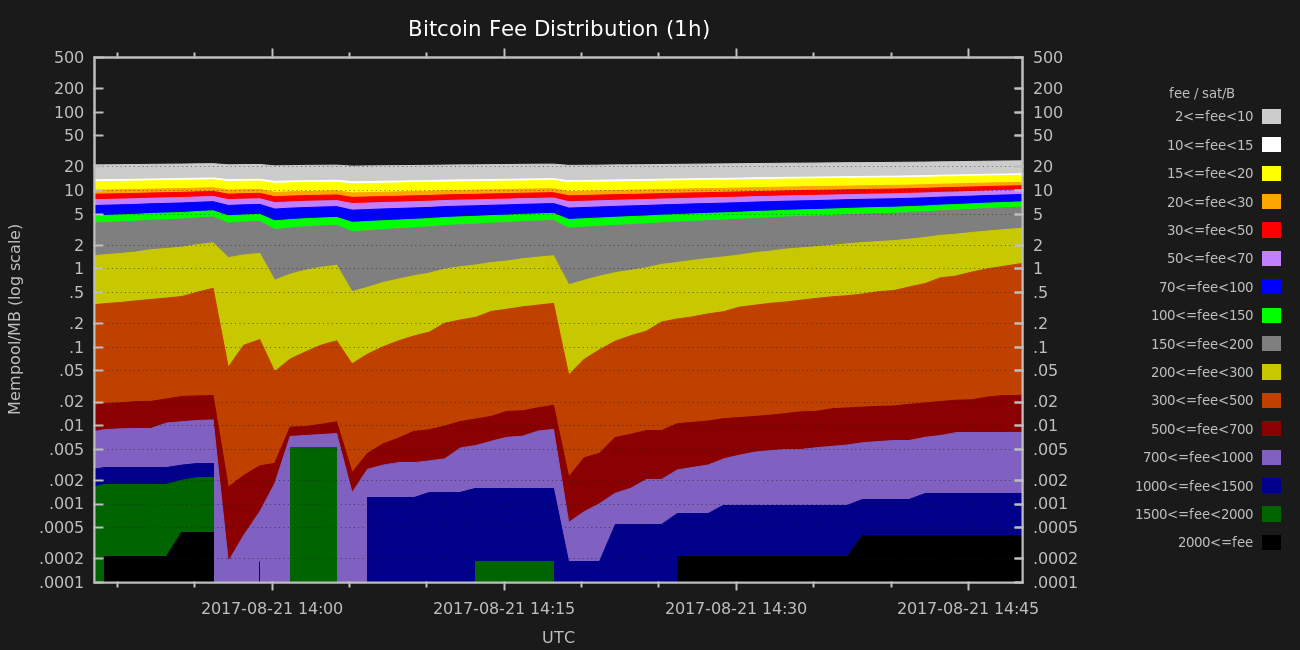 Bitcoin Fee Distribution (1h)
Mempool/MB (log scale)
500
200
100
50
20
10
5
2
1
.5
.2
.1
.05
.02
.01
.005
.002
.001
.0005
.0002
.0001
500
200
100
50
20
10
5
2
1
.5
.2
.1
.05
.02
.01
.005
.002
.001
.0005
.0002
.0001
2017-08-21 14:00
2017-08-21 14:15
2017-08-21 14:30
2017-08-21 14:45
UTC
fee / sat/B
2<=fee<10
10<=fee<15
15<=fee<20
20<=fee<30
30<=fee<50
50<=fee<70
70<=fee<100
100<=fee<150
150<=fee<200
200<=fee<300
300<=fee<500
500<=fee<700
700<=fee<1000
1000<=fee<1500
1500<=fee<2000
2000<=fee